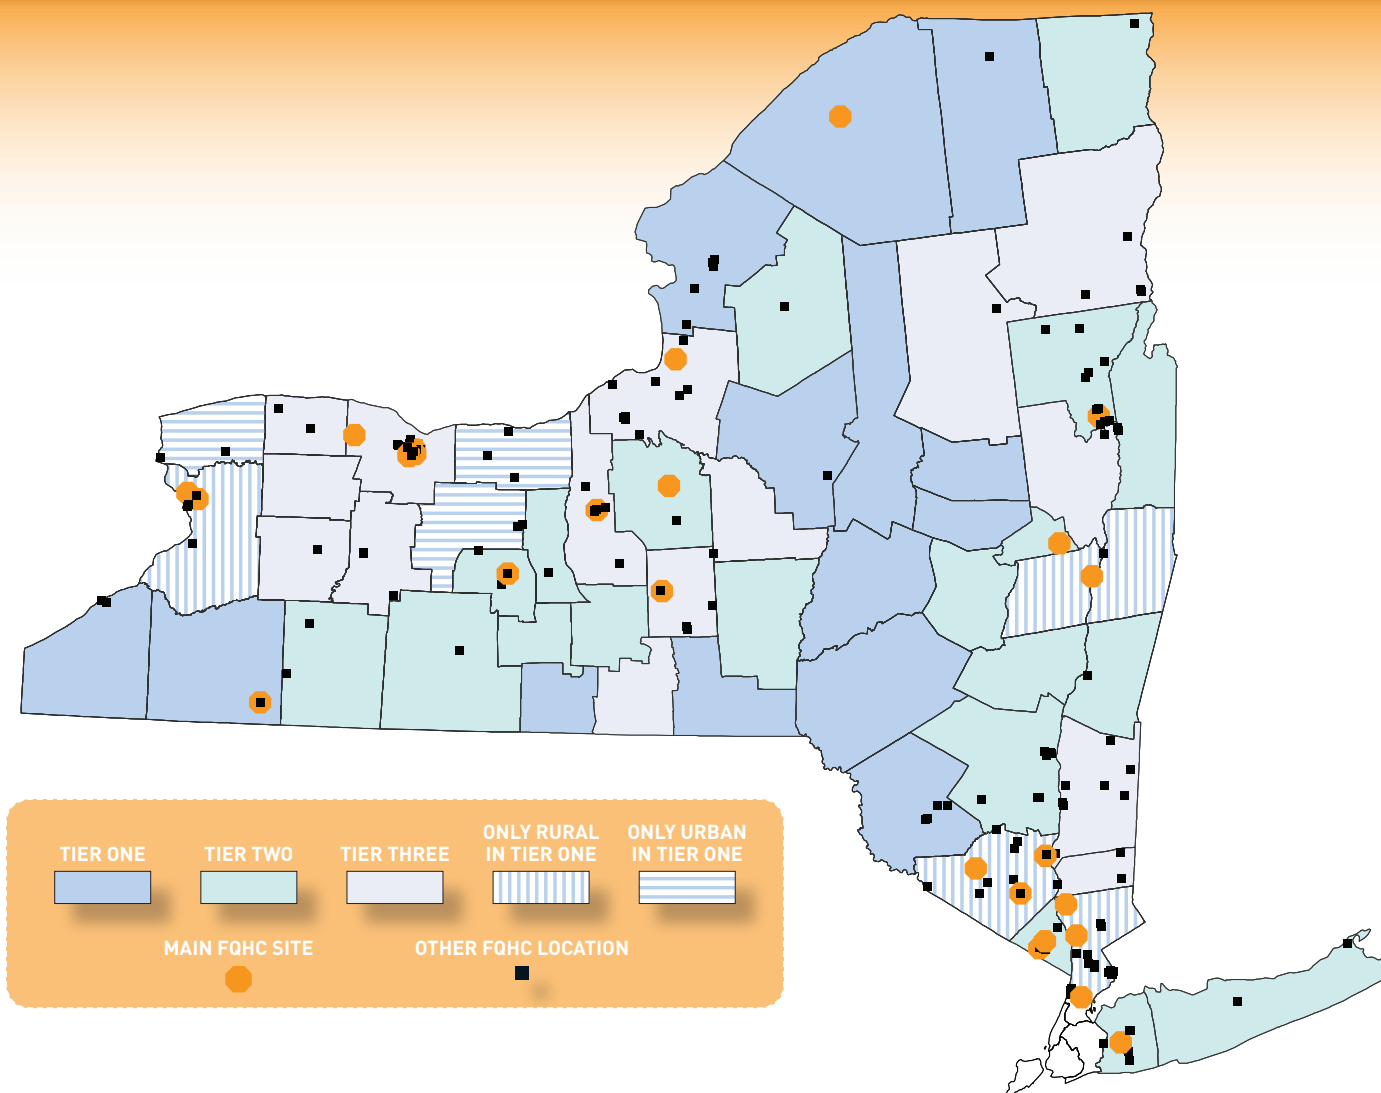 TIER ONE
TIER TWO
TIER THREE
ONLY RURAL
IN TIER ONE
ONLY URBAN
IN TIER ONE
MAIN FQHC SITE
OTHER FQHC LOCATION